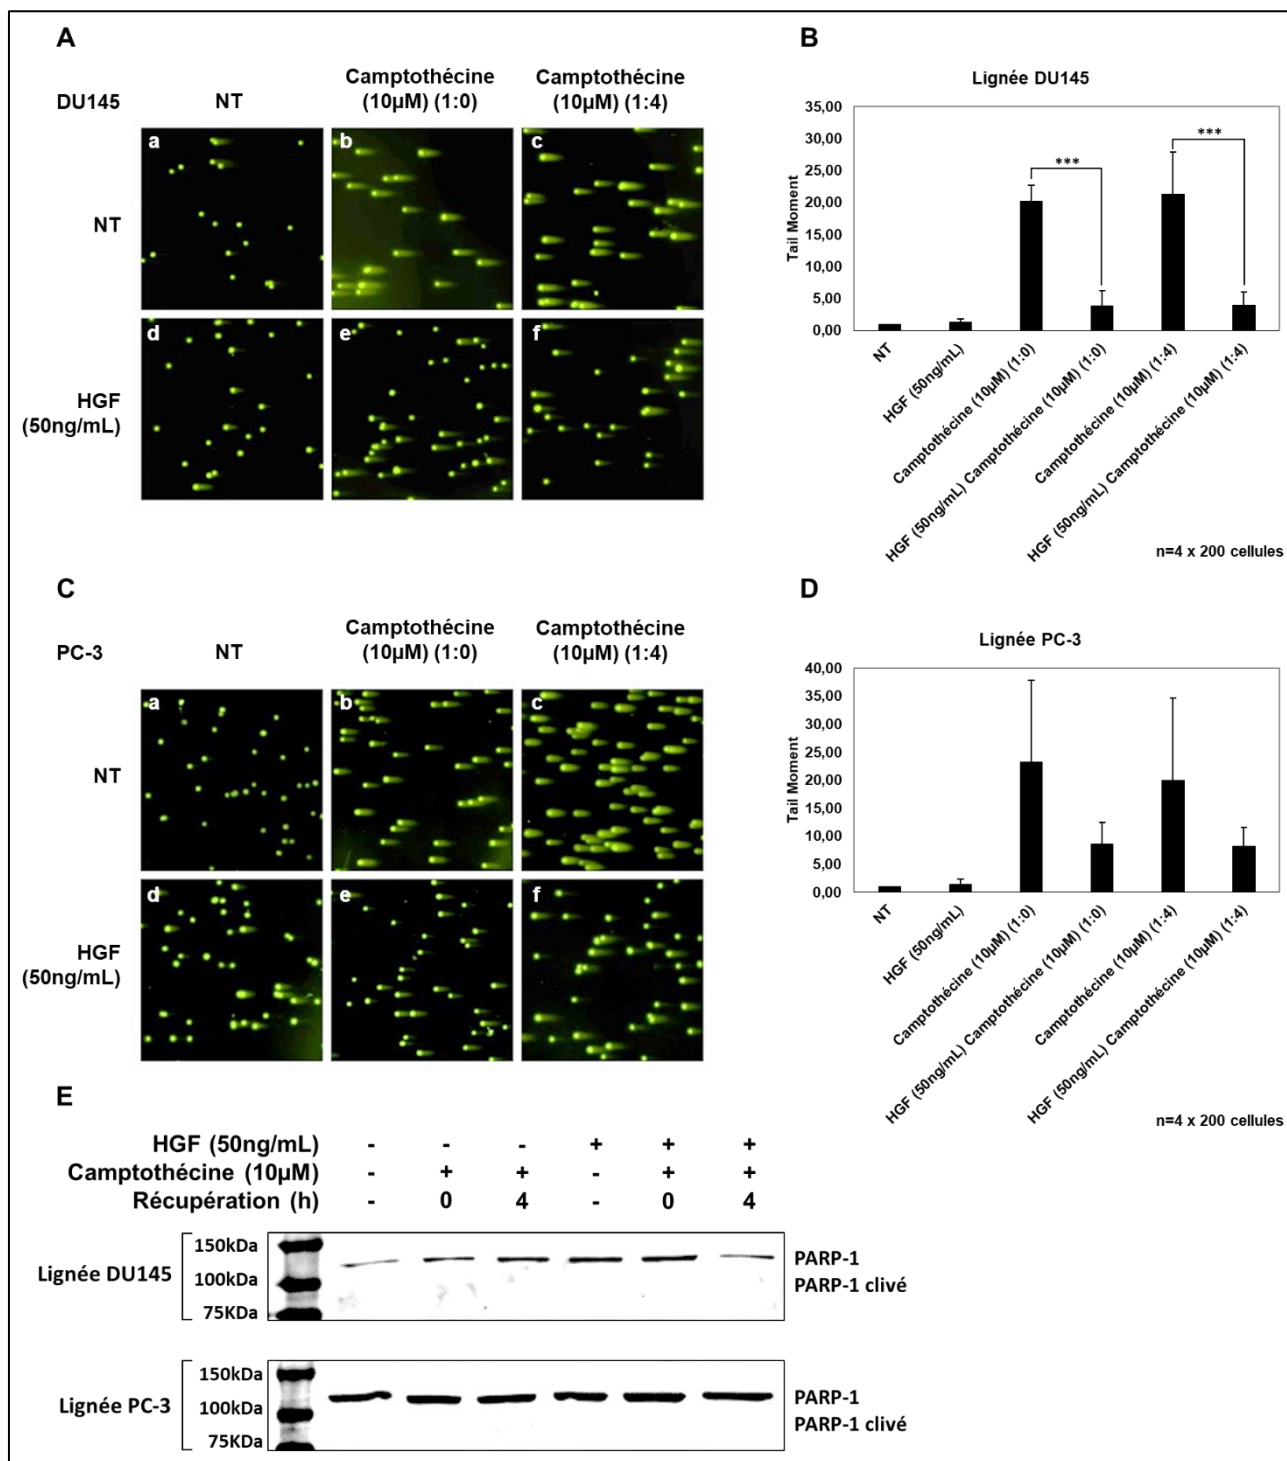 A
DU145
NT
Camptothécine
(10µM) (1:0)
Camptothécine
(10µM) (1:4)
NT
HGF
(50ng/mL)
a
b
c
d
e
f
B
Lignée DU145
Tail Moment
35,00
30,00
25,00
20,00
15,00
10,00
5,00
0,00
***
***
NT
HGF (50ng/mL)
Camptothécine (10µM) (1:0)
HGF (50ng/mL) Camptothécine (10µM) (1:0)
Camptothécine (10µM) (1:4)
HGF (50ng/mL) Camptothécine (10µM) (1:4)
n=4 x 200 cellules
C
PC-3
NT
Camptothécine
(10µM) (1:0)
Camptothécine
(10µM) (1:4)
NT
HGF
(50ng/mL)
a
b
c
d
e
f
D
Lignée PC-3
Tail Moment
40,00
35,00
30,00
25,00
20,00
15,00
10,00
5,00
0,00
NT
HGF (50ng/mL)
Camptothécine (10µM) (1:0)
HGF (50ng/mL) Camptothécine (10µM) (1:0)
Camptothécine (10µM) (1:4)
HGF (50ng/mL) Camptothécine (10µM) (1:4)
n=4 x 200 cellules
E
HGF (50ng/mL) - - - + + +
Camptothécine (10µM) - + + - + +
Récupération (h) - 0 4 - 0 4
Lignée DU145
150kDa
100kDa
75KDa
PARP-1
PARP-1 clivé
Lignée PC-3
150kDa
100kDa
75KDa
PARP-1
PARP-1 clivé